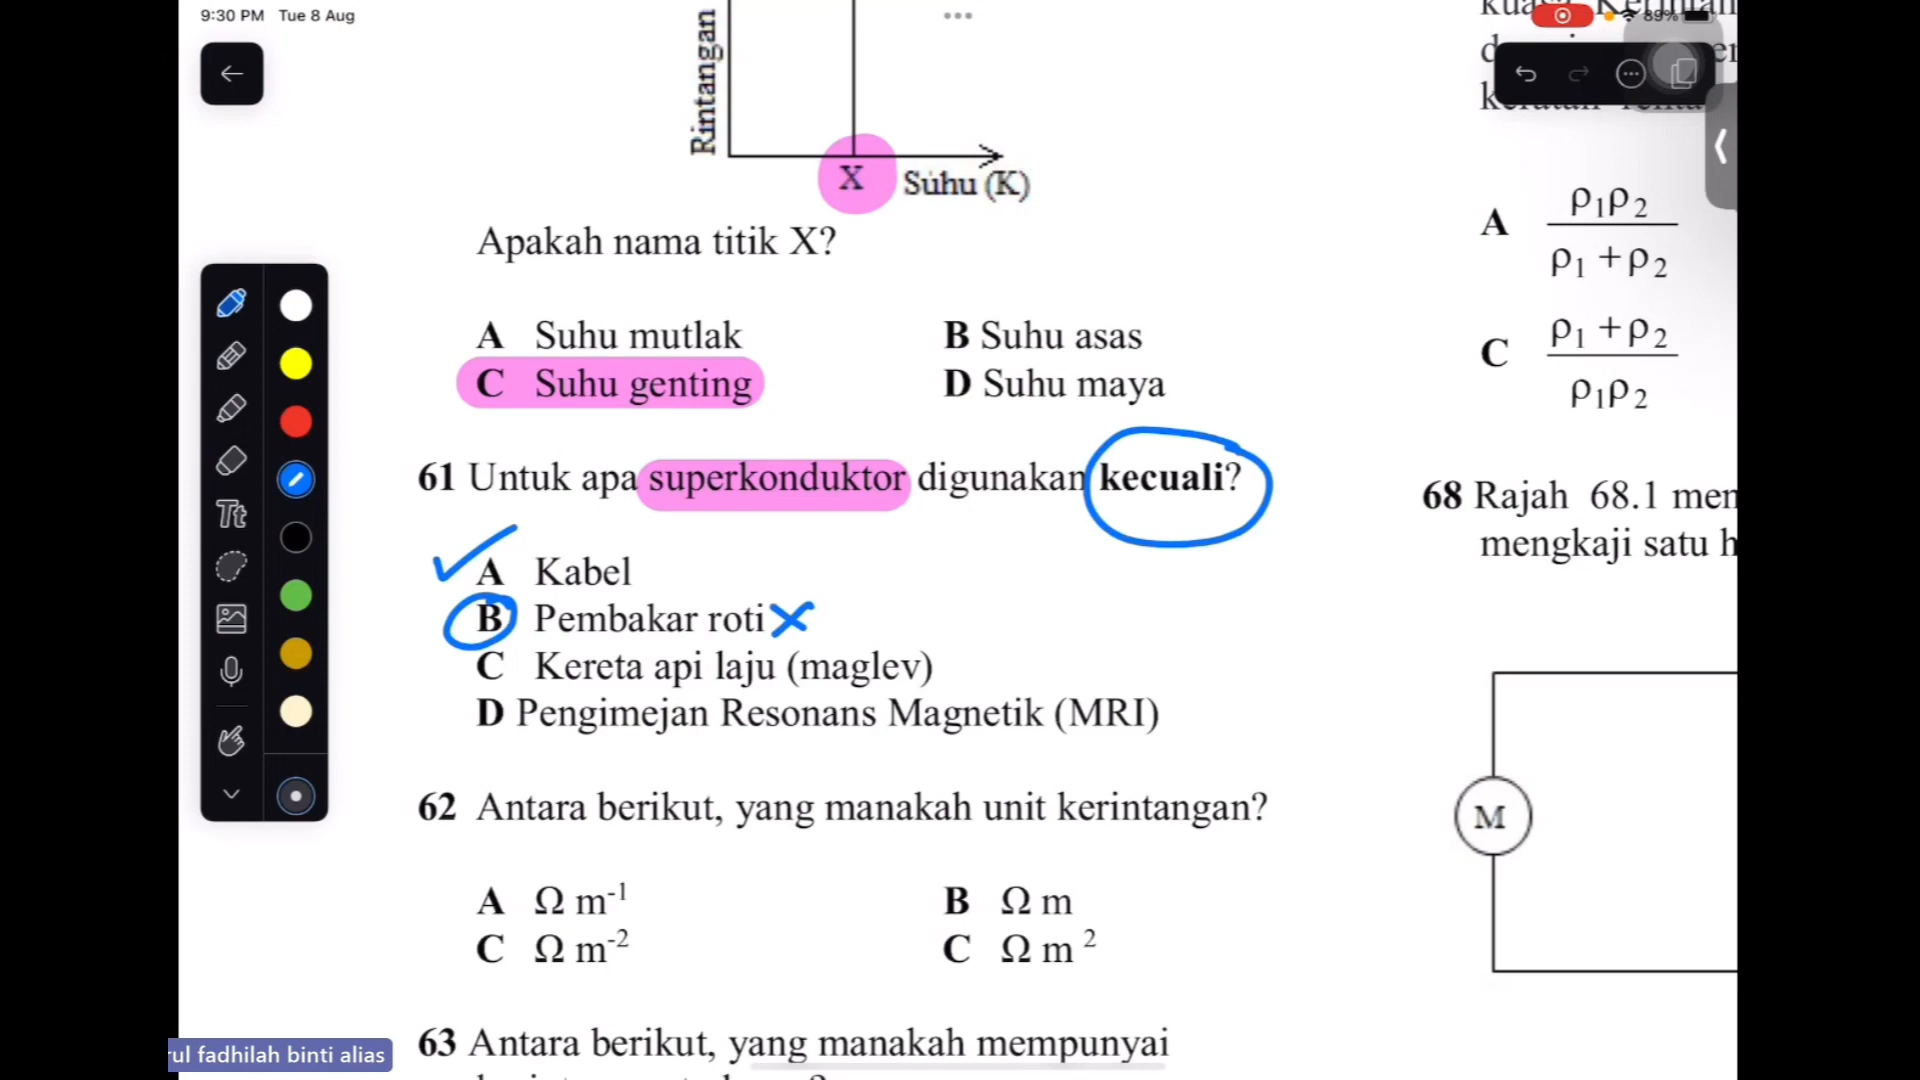 9:30 PM Tue 8 Aug
89%
Rintangan
X
Suhu (K)
Apakah nama titik X?
A Suhu mutlak
B Suhu asas
C Suhu genting
D Suhu maya
61 Untuk apa superkonduktor digunakan kecuali?
A Kabel
B Pembakar roti
C Kereta api laju (maglev)
D Pengimejan Resonans Magnetik (MRI)
62 Antara berikut, yang manakah unit kerintangan?
A Ω m⁻¹
B Ω m
C Ω m⁻²
C Ω m ²
63 Antara berikut, yang manakah mempunyai
A ρ₁ρ₂
ρ₁ + ρ₂
C ρ₁ + ρ₂
ρ₁ρ₂
68 Rajah 68.1 men
mengkaji satu h
M
Tt
rul fadhilah binti alias